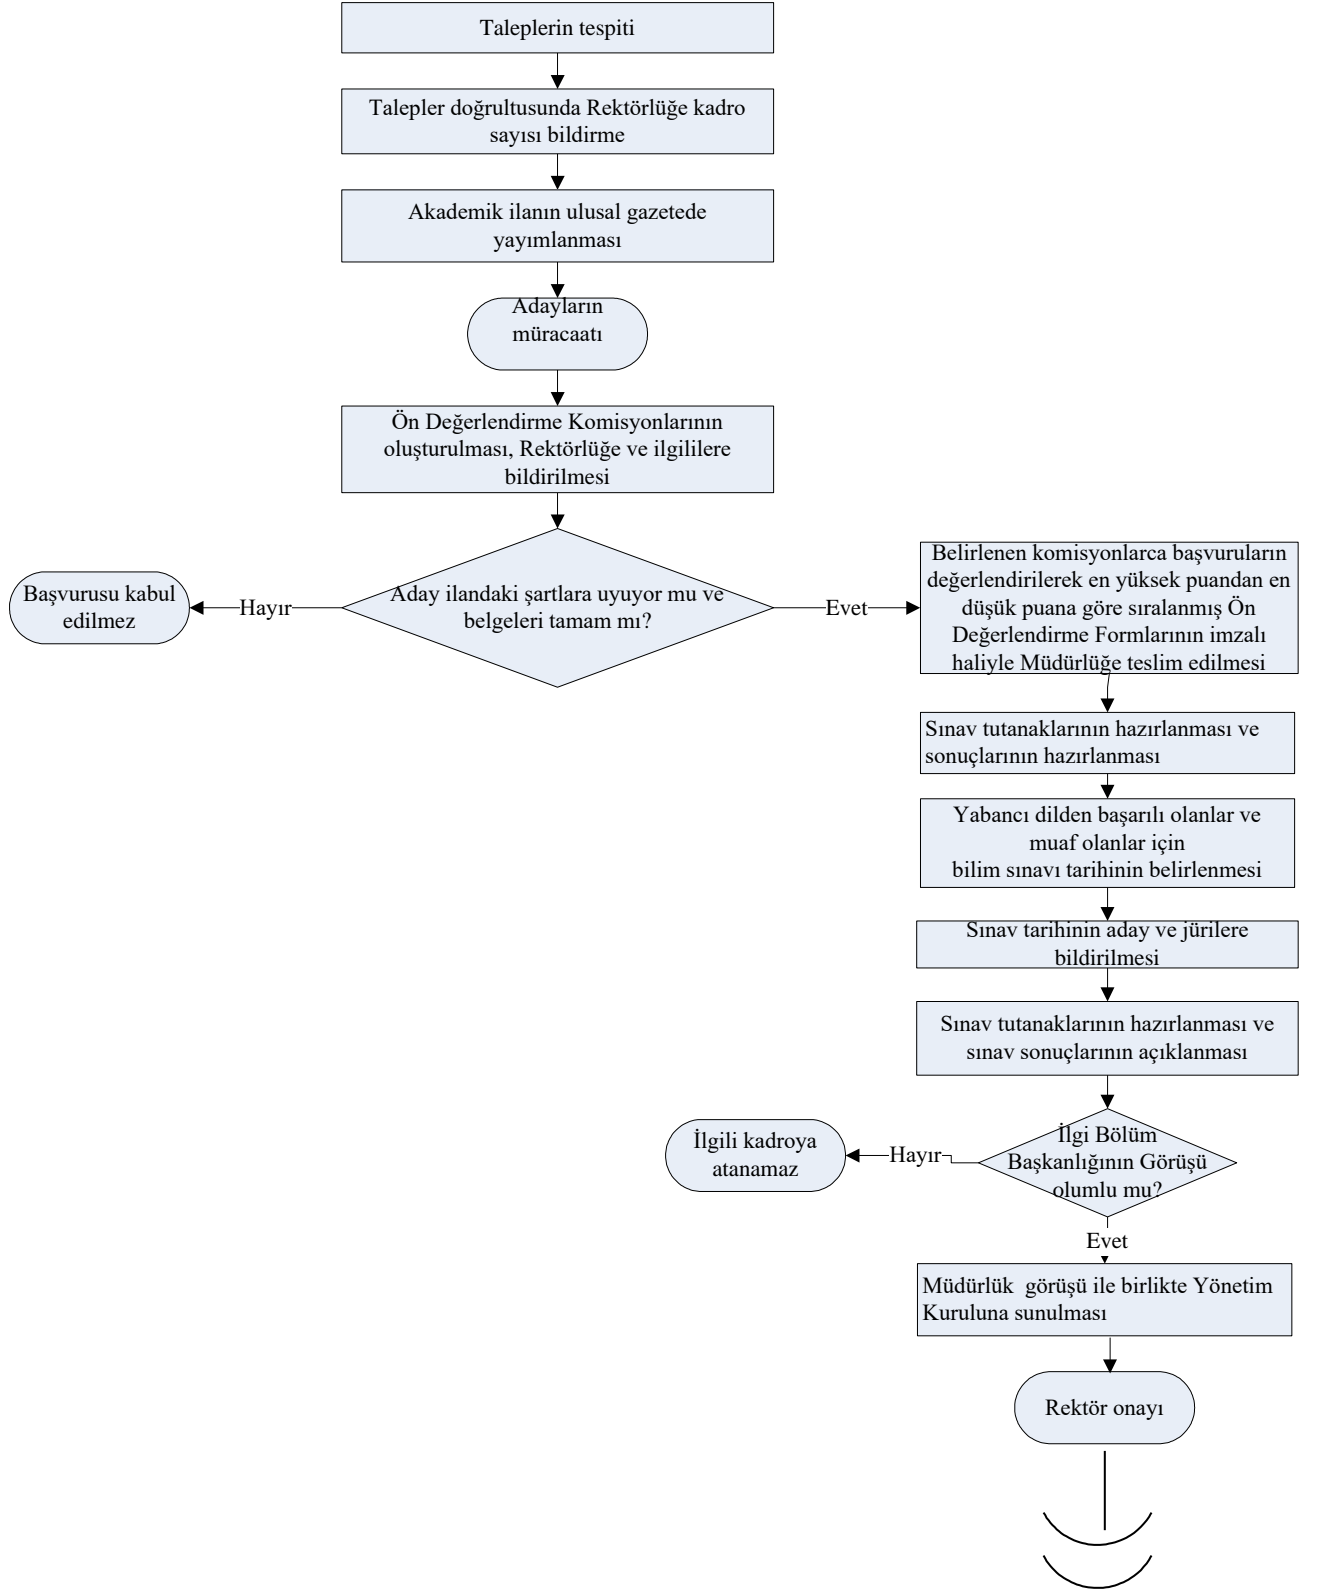 Taleplerin tespiti
Talepler doğrultusunda Rektörlüğe kadro
sayısı bildirme
Akademik ilanın ulusal gazetede
yayımlanması
Adayların
müracaatı
Ön Değerlendirme Komisyonlarının
oluşturulması, Rektörlüğe ve ilgililere
bildirilmesi
Aday ilandaki şartlara uyuyor mu ve
belgeleri tamam mı?
Hayır
Başvurusu kabul
edilmez
Evet
Belirlenen komisyonlarca başvuruların
değerlendirilerek en yüksek puandan en
düşük puana göre sıralanmış Ön
Değerlendirme Formlarının imzalı
haliyle Müdürlüğe teslim edilmesi
Sınav tutanaklarının hazırlanması ve
sonuçlarının hazırlanması
Yabancı dilden başarılı olanlar ve
muaf olanlar için
bilim sınavı tarihinin belirlenmesi
Sınav tarihinin aday ve jürilere
bildirilmesi
Sınav tutanaklarının hazırlanması ve
sınav sonuçlarının açıklanması
İlgi Bölüm
Başkanlığının Görüşü
olumlu mu?
Hayır
İlgili kadroya
atanamaz
Evet
Müdürlük  görüşü ile birlikte Yönetim
Kuruluna sunulması
Rektör onayı